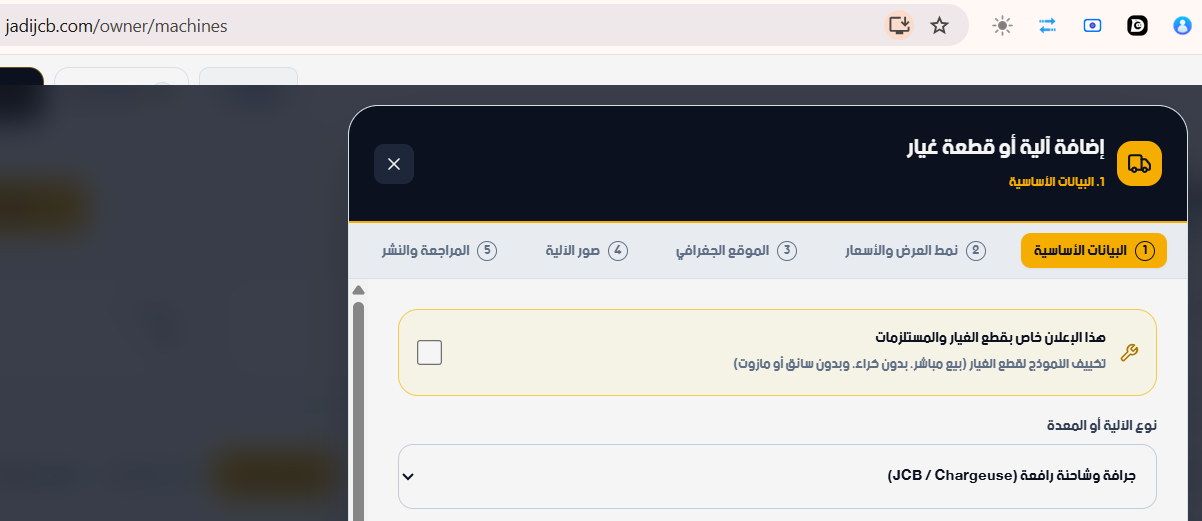 jadijcb.com/owner/machines
إضافة آلية أو قطعة غيار
1. البيانات الأساسية
1 البيانات الأساسية
2 نمط العرض والأسعار
3 الموقع الجغرافي
4 صور الآلية
5 المراجعة والنشر
هذا الإعلان خاص بقطع الغيار والمستلزمات
تكييف النموذج لقطع الغيار (بيع مباشر، بدون كراء، وبدون سائق أو مازوت)
نوع الآلية أو المعدة
جرافة وشاحنة رافعة (JCB / Chargeuse)